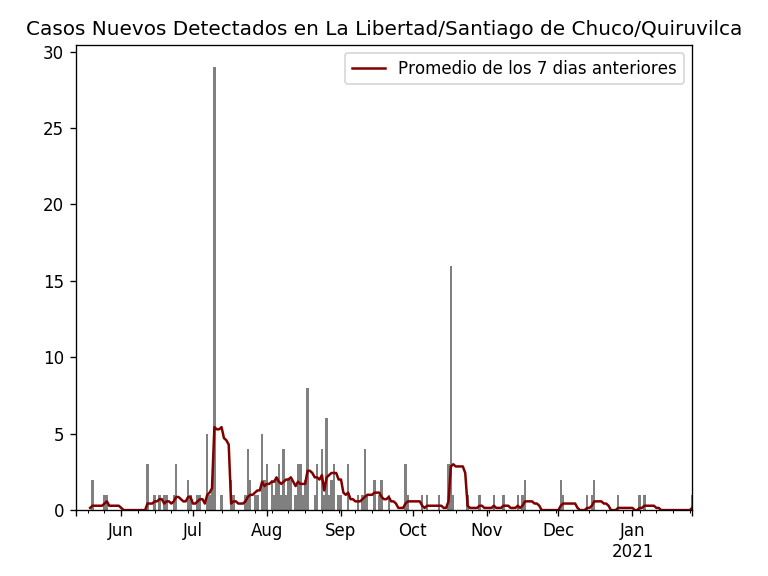 Casos Nuevos Detectados en La Libertad/Santiago de Chuco/Quiruvilca
Promedio de los 7 dias anteriores
30
25
20
15
10
5
0
Jun Jul Aug Sep Oct Nov Dec Jan
2021